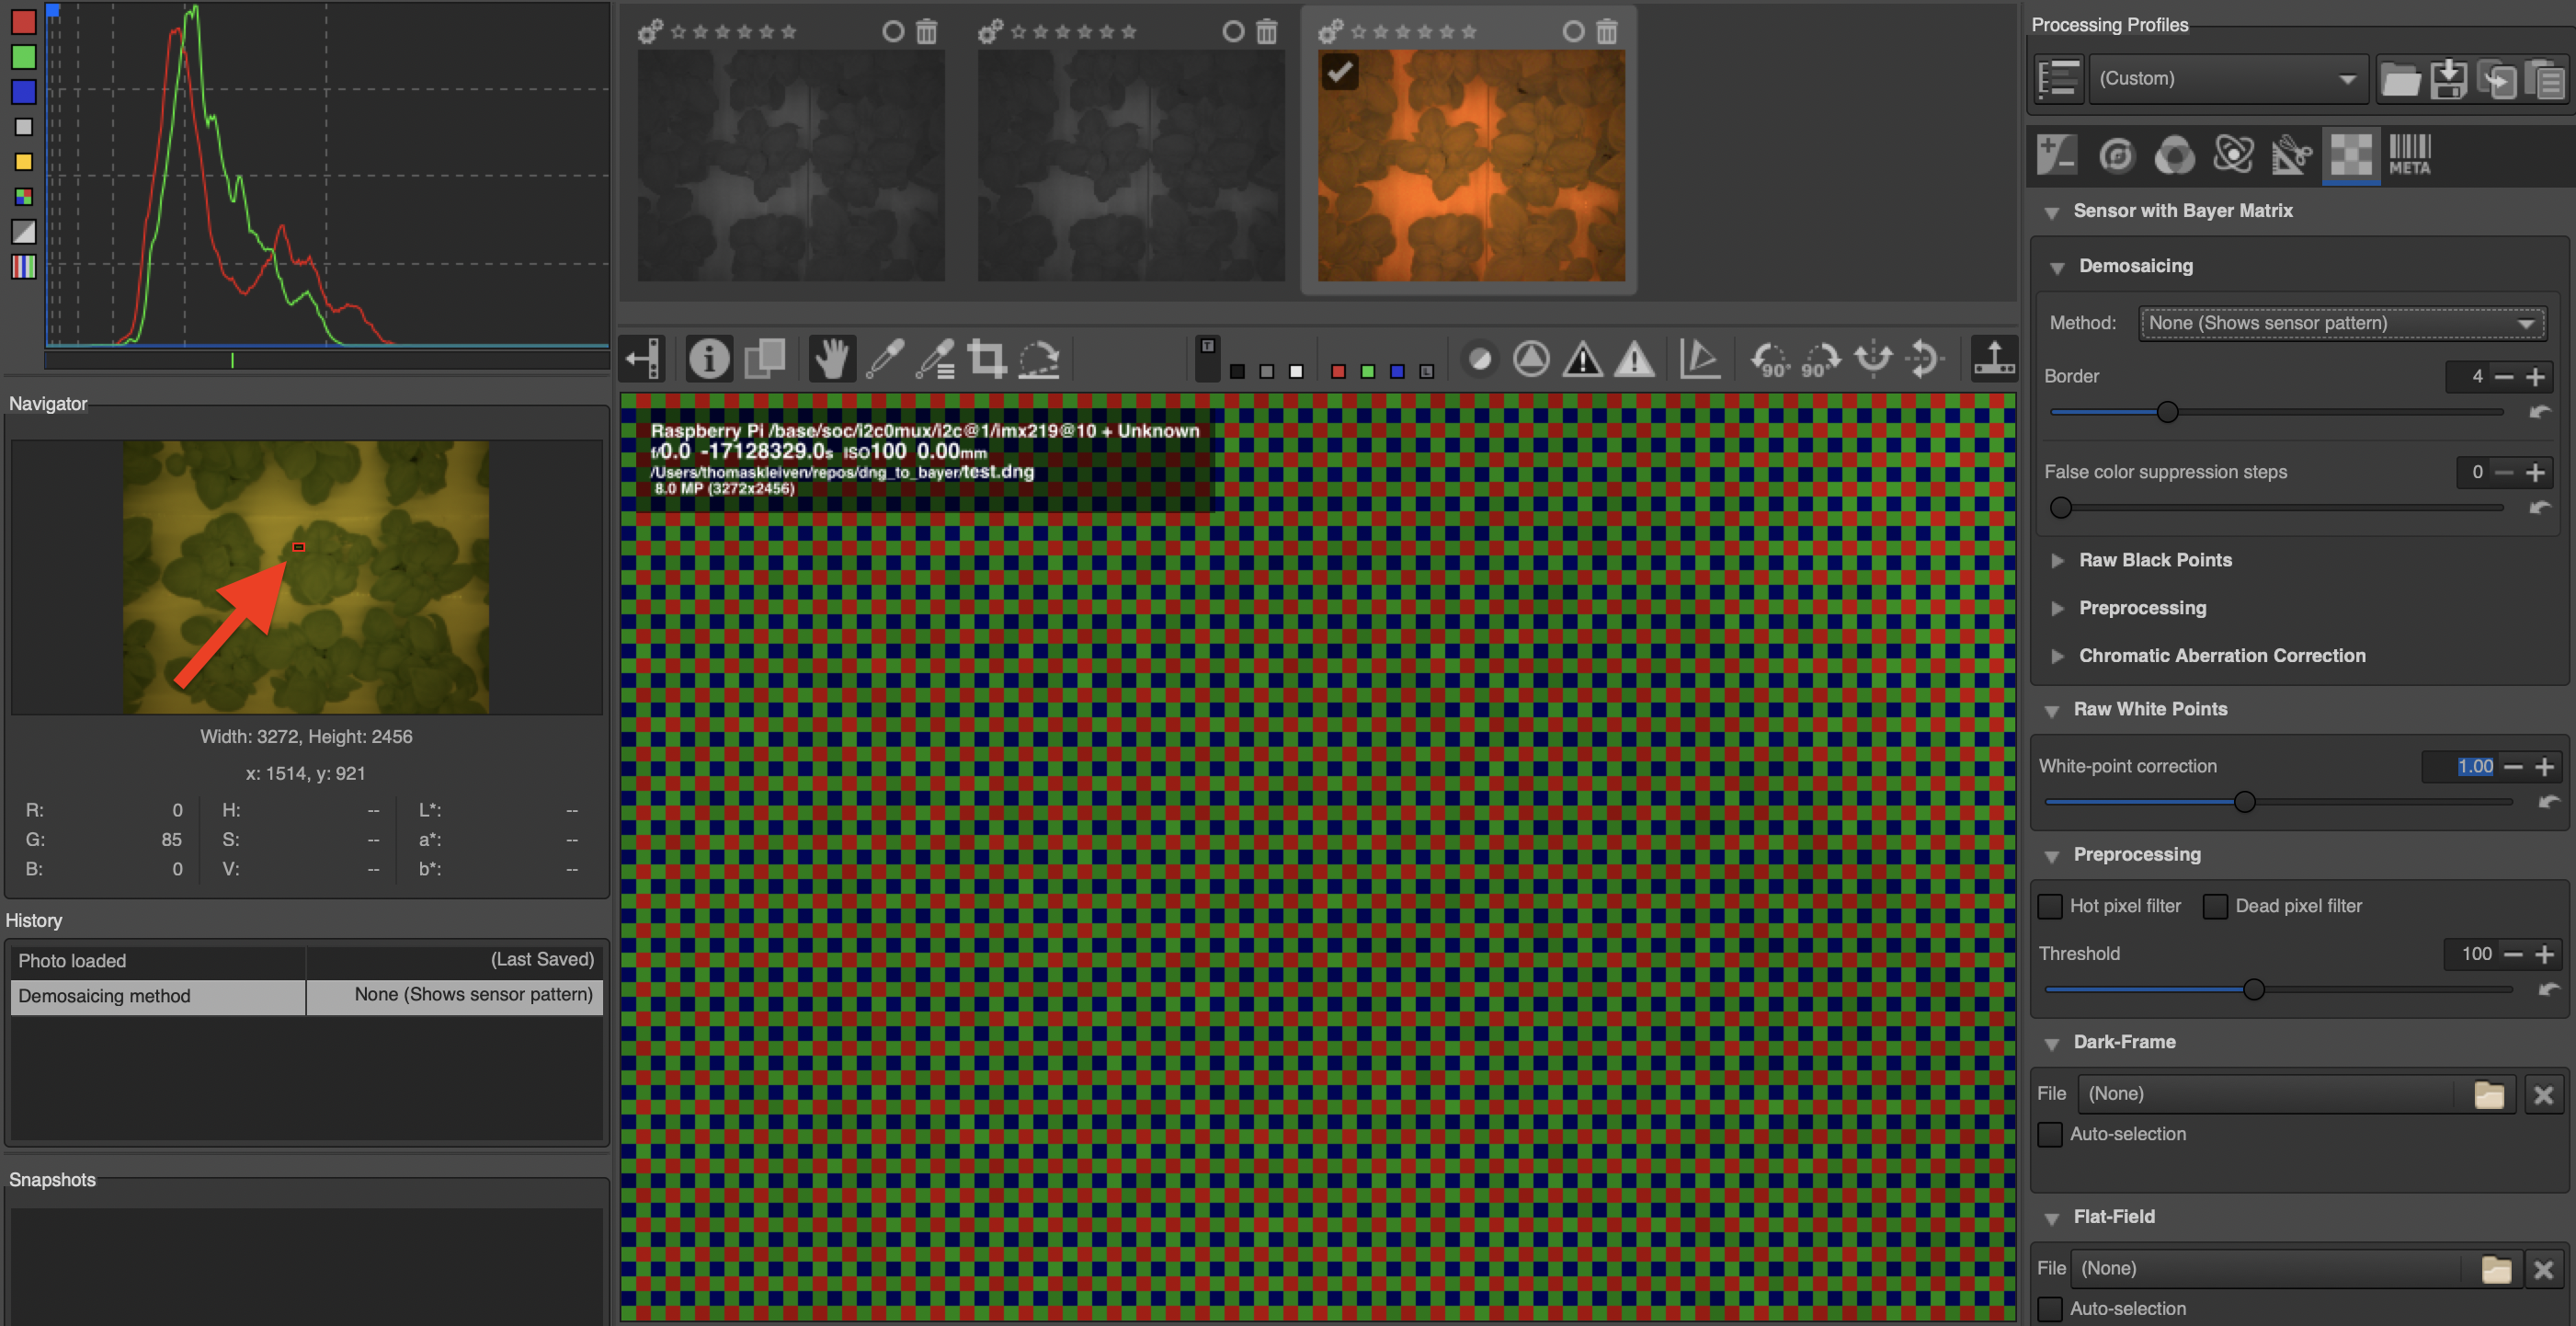 Processing Profiles
(Custom)
META
Sensor with Bayer Matrix
Demosaicing
Method: None (Shows sensor pattern)
Border 4
False color suppression steps 0
Raw Black Points
Preprocessing
Chromatic Aberration Correction
Raw White Points
White-point correction 1.00
Preprocessing
Hot pixel filter Dead pixel filter
Threshold 100
Dark-Frame
File (None)
Auto-selection
Flat-Field
File (None)
Auto-selection
T
L
90° 90°
Raspberry Pi /base/soc/i2c0mux/i2c@1/imx219@10 + Unknown
f/0.0 -17128329.0s ISO100 0.00mm
/Users/thomaskleiven/repos/dng_to_bayer/test.dng
8.0 MP (3272x2456)
Navigator
Width: 3272, Height: 2456
x: 1514, y: 921
R: 0 H: -- L*: --
G: 85 S: -- a*: --
B: 0 V: -- b*: --
History
Photo loaded (Last Saved)
Demosaicing method None (Shows sensor pattern)
Snapshots